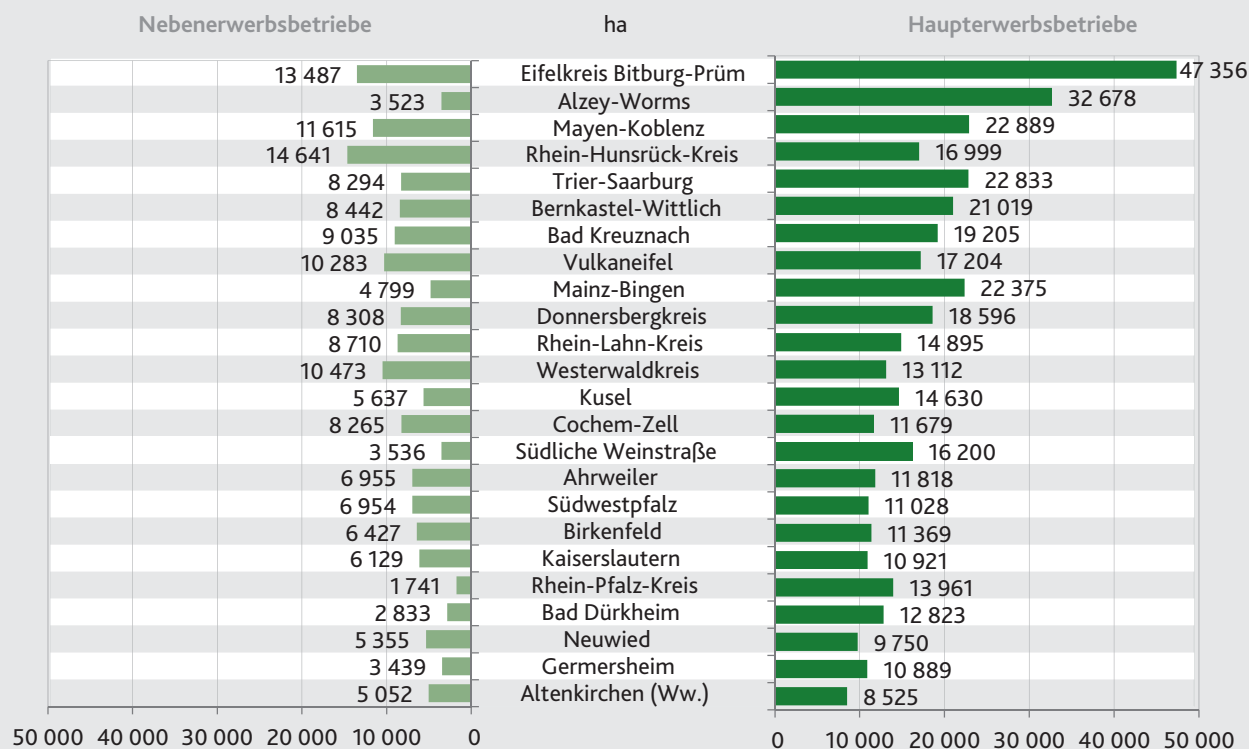 Nebenerwerbsbetriebe ha Haupterwerbsbetriebe
13 487 Eifelkreis Bitburg-Prüm 47 356
3 523 Alzey-Worms 32 678
11 615 Mayen-Koblenz 22 889
14 641 Rhein-Hunsrück-Kreis 16 999
8 294 Trier-Saarburg 22 833
8 442 Bernkastel-Wittlich 21 019
9 035 Bad Kreuznach 19 205
10 283 Vulkaneifel 17 204
4 799 Mainz-Bingen 22 375
8 308 Donnersbergkreis 18 596
8 710 Rhein-Lahn-Kreis 14 895
10 473 Westerwaldkreis 13 112
5 637 Kusel 14 630
8 265 Cochem-Zell 11 679
3 536 Südliche Weinstraße 16 200
6 955 Ahrweiler 11 818
6 954 Südwestpfalz 11 028
6 427 Birkenfeld 11 369
6 129 Kaiserslautern 10 921
1 741 Rhein-Pfalz-Kreis 13 961
2 833 Bad Dürkheim 12 823
5 355 Neuwied 9 750
3 439 Germersheim 10 889
5 052 Altenkirchen (Ww.) 8 525
50 000 40 000 30 000 20 000 10 000 0 0 10 000 20 000 30 000 40 000 50 000